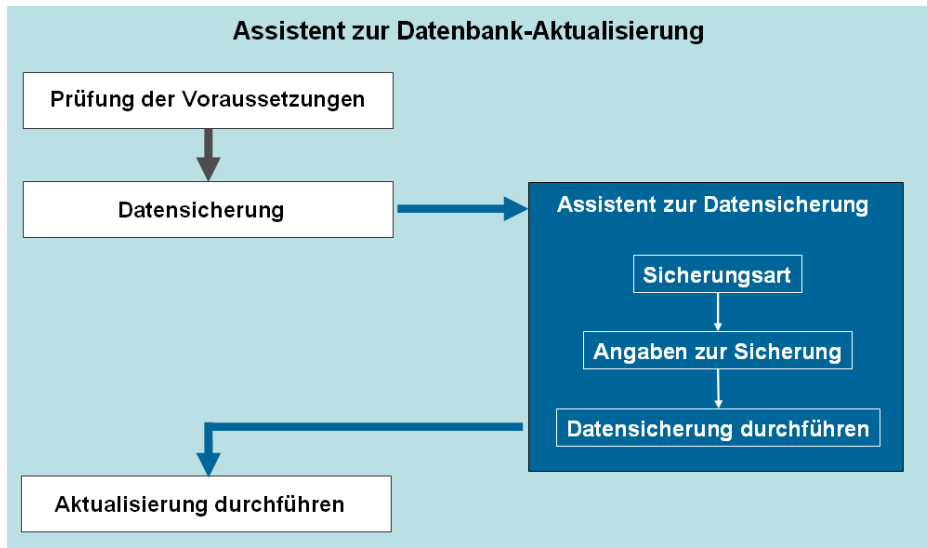 Assistent zur Datenbank-Aktualisierung
Prüfung der Voraussetzungen
Datensicherung
Assistent zur Datensicherung
Sicherungsart
Angaben zur Sicherung
Datensicherung durchführen
Aktualisierung durchführen